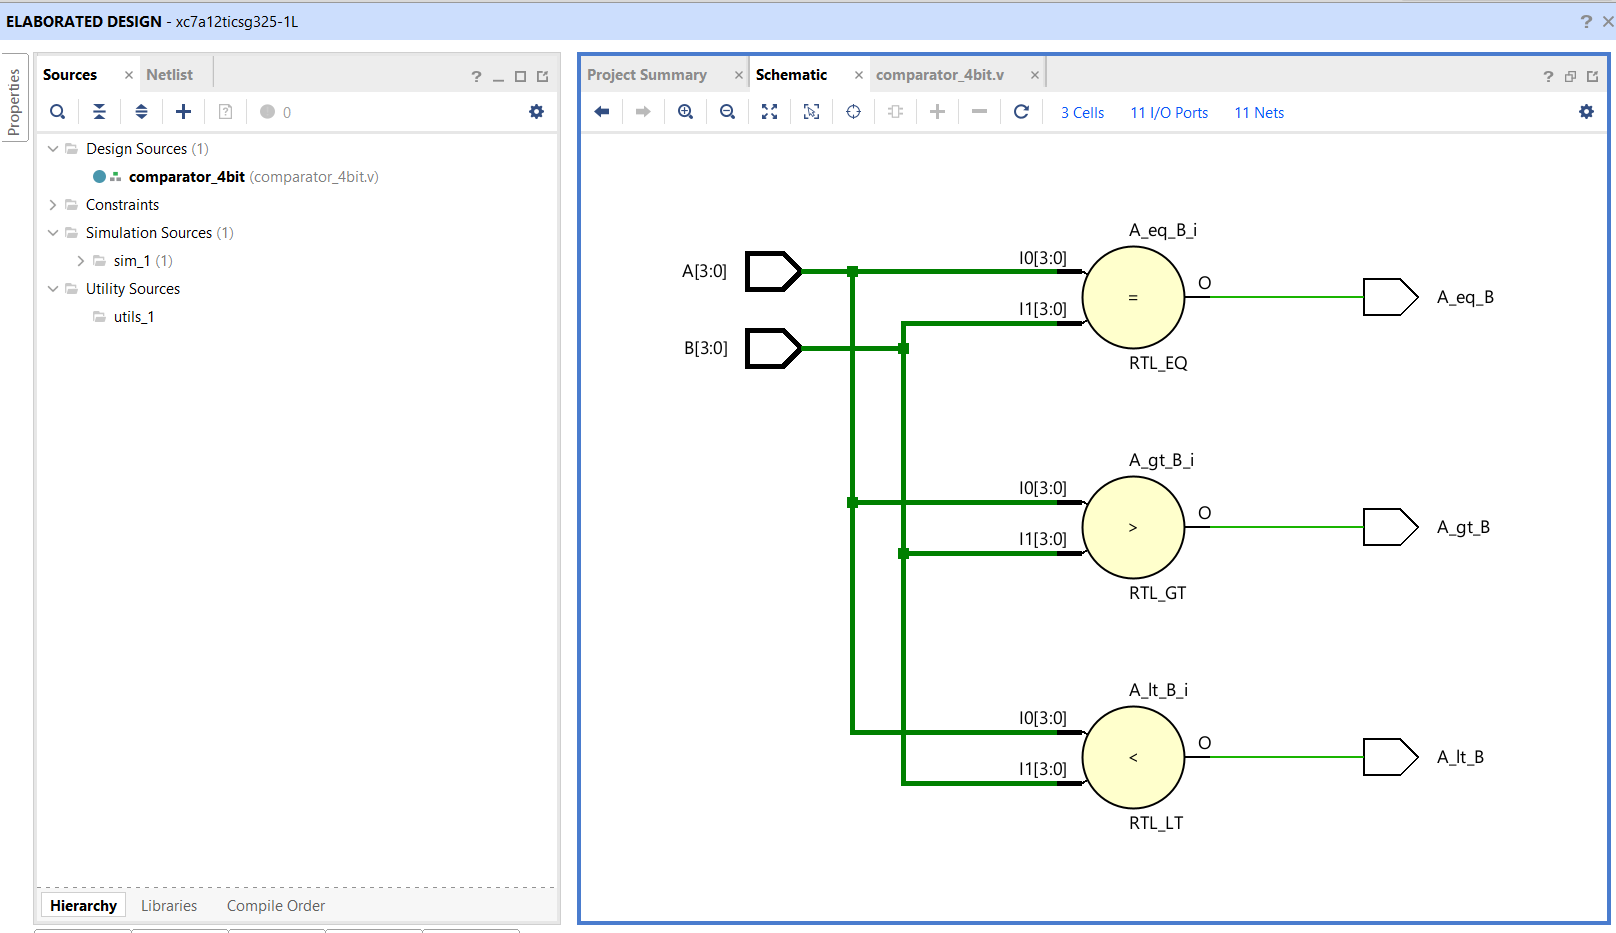 ELABORATED DESIGN - xc7a12ticsg325-1L
? ×
Properties
Sources × Netlist ?
0
Design Sources (1)
comparator_4bit (comparator_4bit.v)
Constraints
Simulation Sources (1)
sim_1 (1)
Utility Sources
utils_1
Hierarchy Libraries Compile Order
Project Summary × Schematic × comparator_4bit.v × ?
3 Cells 11 I/O Ports 11 Nets
A[3:0]
B[3:0]
A_eq_B_i
I0[3:0]
I1[3:0]
=
O
RTL_EQ
A_eq_B
A_gt_B_i
I0[3:0]
I1[3:0]
>
O
RTL_GT
A_gt_B
A_lt_B_i
I0[3:0]
I1[3:0]
<
O
RTL_LT
A_lt_B